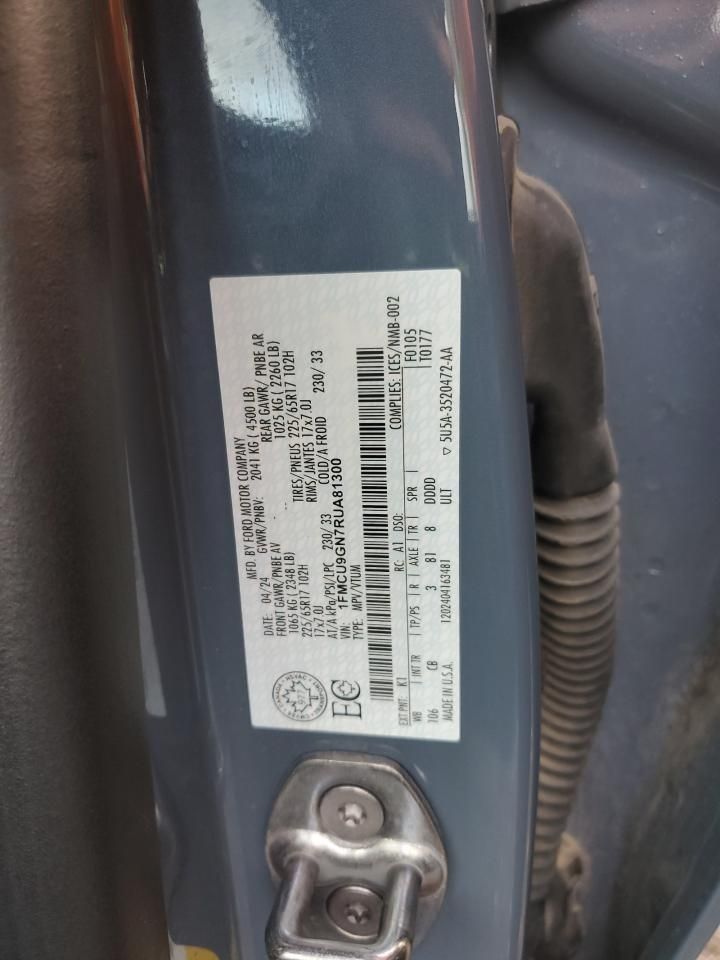 MFD. BY FORD MOTOR COMPANY
DATE: 04/24 GVWR/PNBV: 2041 KG ( 4500 LB)
FRONT GAWR/PNBE AV REAR GAWR/ PNBE AR
1065 KG ( 2348 LB) 1025 KG ( 2260 LB)
225/65R17 102H TIRES/PNEUS 225/65R17 102H
17x7.0J RIMS/JANTES 17x7.0J
AT/A kPa/PSI/LPC 230/ 33 COLD/A FROID 230/ 33
VIN: 1FMCU9GN7RUA81300
TYPE: MPV/VTUM
EC
EXT PNT: K1 RC: A1 DSO: COMPLIES: ICES/NMB-002
WB | INT TR | TP/PS | R | AXLE | TR | SPR | F0105
106 CB 3 81 8 DDDD T0177
MADE IN U.S.A. 1202404163481 ULT ▽ 5U5A-3520472-AA